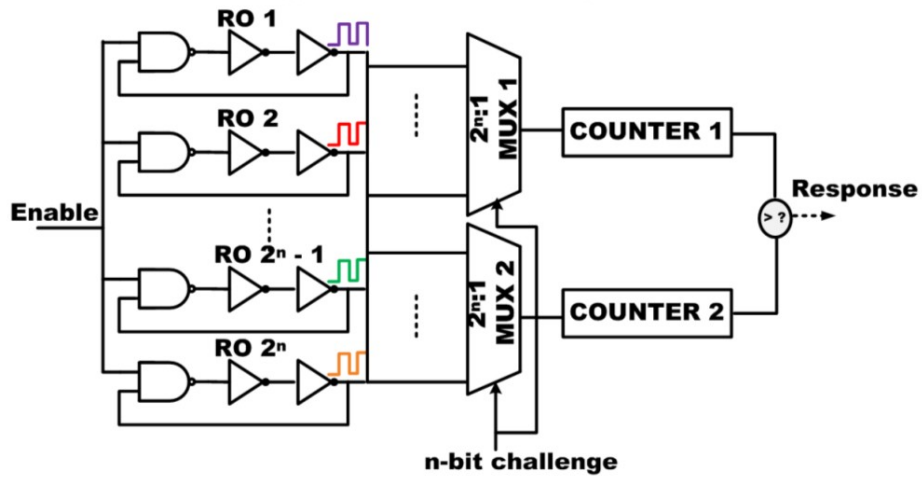 RO 1
RO 2
Enable
RO 2ⁿ - 1
RO 2ⁿ
2ⁿ:1
MUX 1
2ⁿ:1
MUX 2
COUNTER 1
COUNTER 2
> ?
Response
n-bit challenge